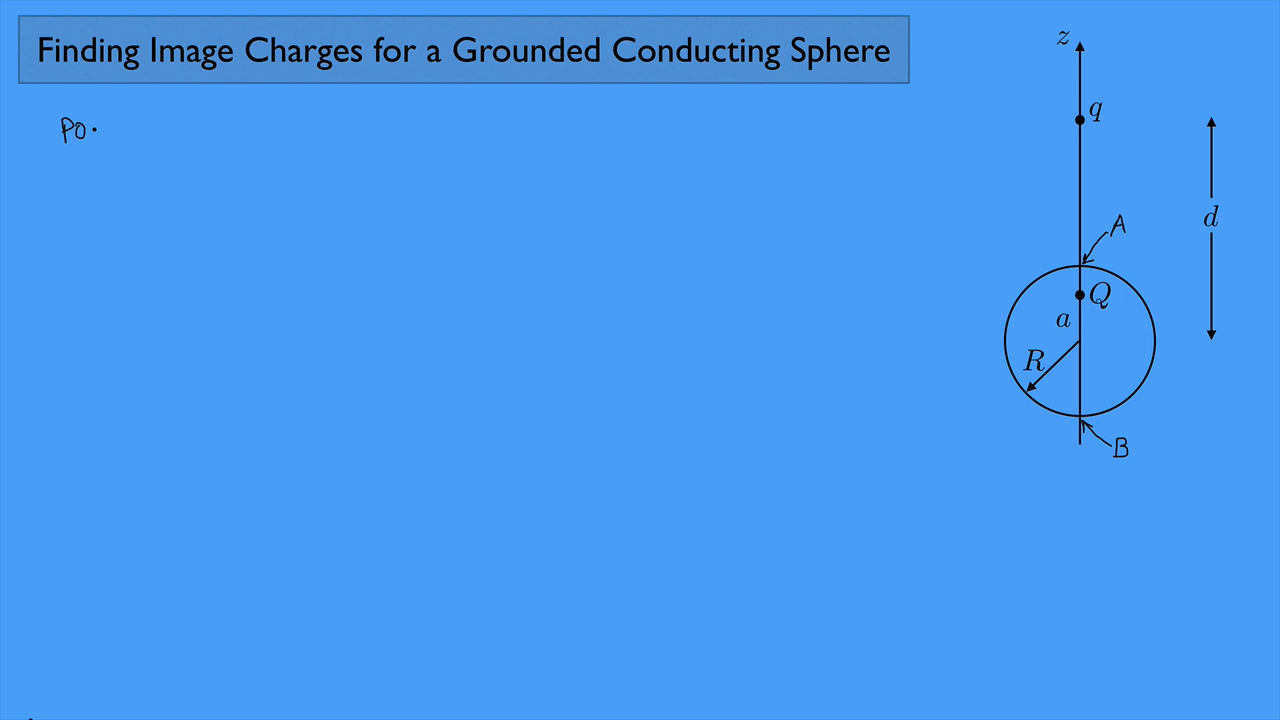 Finding Image Charges for a Grounded Conducting Sphere
z
Po
q
A
d
Q
a
R
B